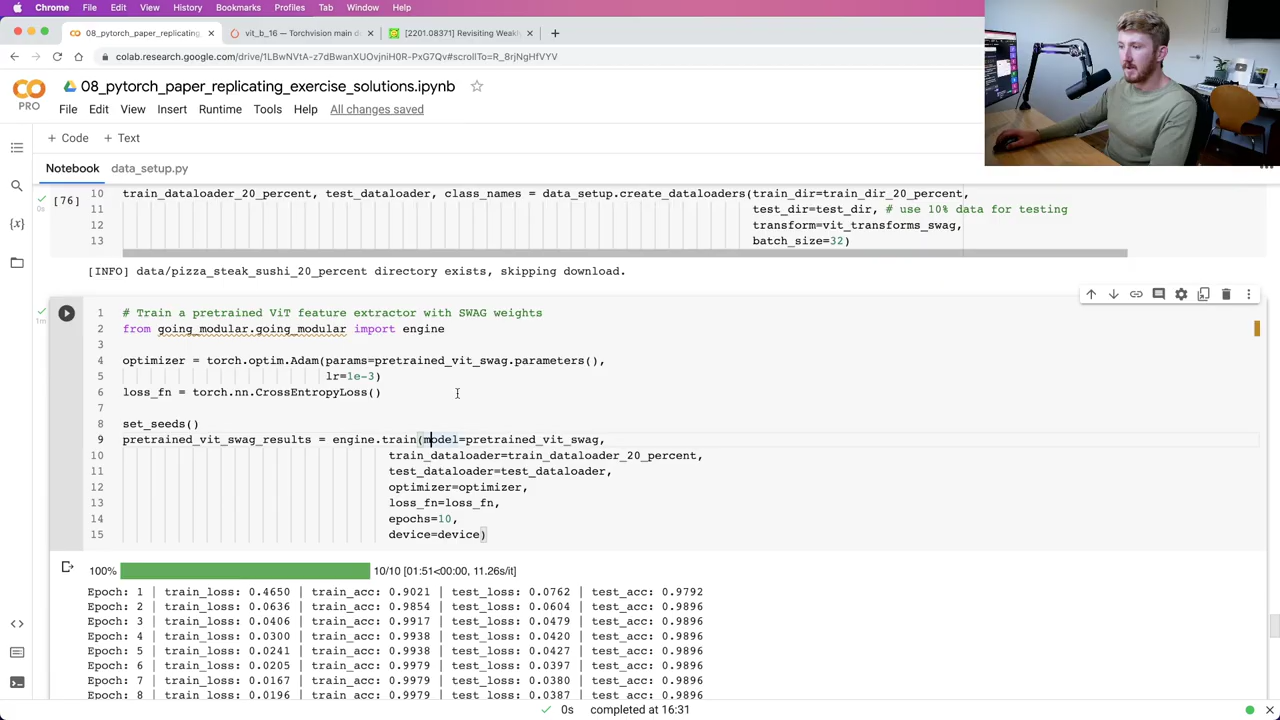 Chrome File Edit View History Bookmarks Profiles Tab Window Help
08_pytorch_paper_replicating_ vit_b_16 — Torchvision main d [2201.08371] Revisiting Weakly
colab.research.google.com/drive/1LBwNVtA-z7dBwanXUQvjniH0R-PxG7Qv#scrollTo=R_BrjNgHfYYV
CO
PRO
08_pytorch_paper_replicating_exercise_solutions.ipynb
File Edit View Insert Runtime Tools Help All changes saved
+ Code + Text
Notebook data_setup.py
[76]
0s
10 train_dataloader_20_percent, test_dataloader, class_names = data_setup.create_dataloaders(train_dir=train_dir_20_percent,
11 test_dir=test_dir, # use 10% data for testing
12 transform=vit_transforms_swag,
13 batch_size=32)
[INFO] data/pizza_steak_sushi_20_percent directory exists, skipping download.
1m
1 # Train a pretrained ViT feature extractor with SWAG weights
2 from going_modular.going_modular import engine
3
4 optimizer = torch.optim.Adam(params=pretrained_vit_swag.parameters(),
5 lr=1e-3)
6 loss_fn = torch.nn.CrossEntropyLoss()
7
8 set_seeds()
9 pretrained_vit_swag_results = engine.train(model=pretrained_vit_swag,
10 train_dataloader=train_dataloader_20_percent,
11 test_dataloader=test_dataloader,
12 optimizer=optimizer,
13 loss_fn=loss_fn,
14 epochs=10,
15 device=device)
100% 10/10 [01:51<00:00, 11.26s/it]
Epoch: 1 | train_loss: 0.4650 | train_acc: 0.9021 | test_loss: 0.0762 | test_acc: 0.9792
Epoch: 2 | train_loss: 0.0636 | train_acc: 0.9854 | test_loss: 0.0604 | test_acc: 0.9896
Epoch: 3 | train_loss: 0.0406 | train_acc: 0.9917 | test_loss: 0.0479 | test_acc: 0.9896
Epoch: 4 | train_loss: 0.0300 | train_acc: 0.9938 | test_loss: 0.0420 | test_acc: 0.9896
Epoch: 5 | train_loss: 0.0241 | train_acc: 0.9938 | test_loss: 0.0427 | test_acc: 0.9896
Epoch: 6 | train_loss: 0.0205 | train_acc: 0.9979 | test_loss: 0.0397 | test_acc: 0.9896
Epoch: 7 | train_loss: 0.0167 | train_acc: 0.9979 | test_loss: 0.0380 | test_acc: 0.9896
Epoch: 8 | train_loss: 0.0196 | train_acc: 0.9979 | test_loss: 0.0387 | test_acc: 0.9896
0s completed at 16:31